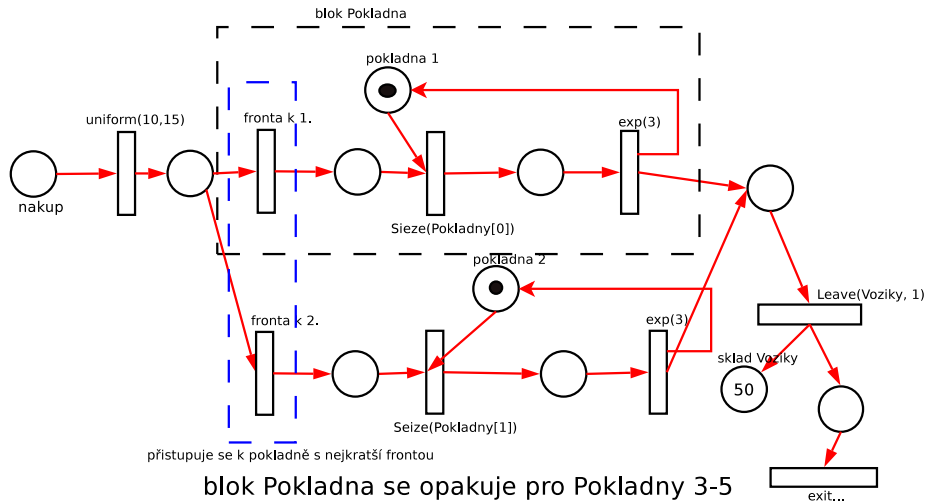 blok Pokladna
pokladna 1
uniform(10,15)
fronta k 1.
exp(3)
nakup
Sieze(Pokladny[0])
pokladna 2
Leave(Voziky, 1)
fronta k 2.
exp(3)
sklad Voziky
50
Seize(Pokladny[1])
přistupuje se k pokladně s nejkratší frontou
blok Pokladna se opakuje pro Pokladny 3-5
exit...